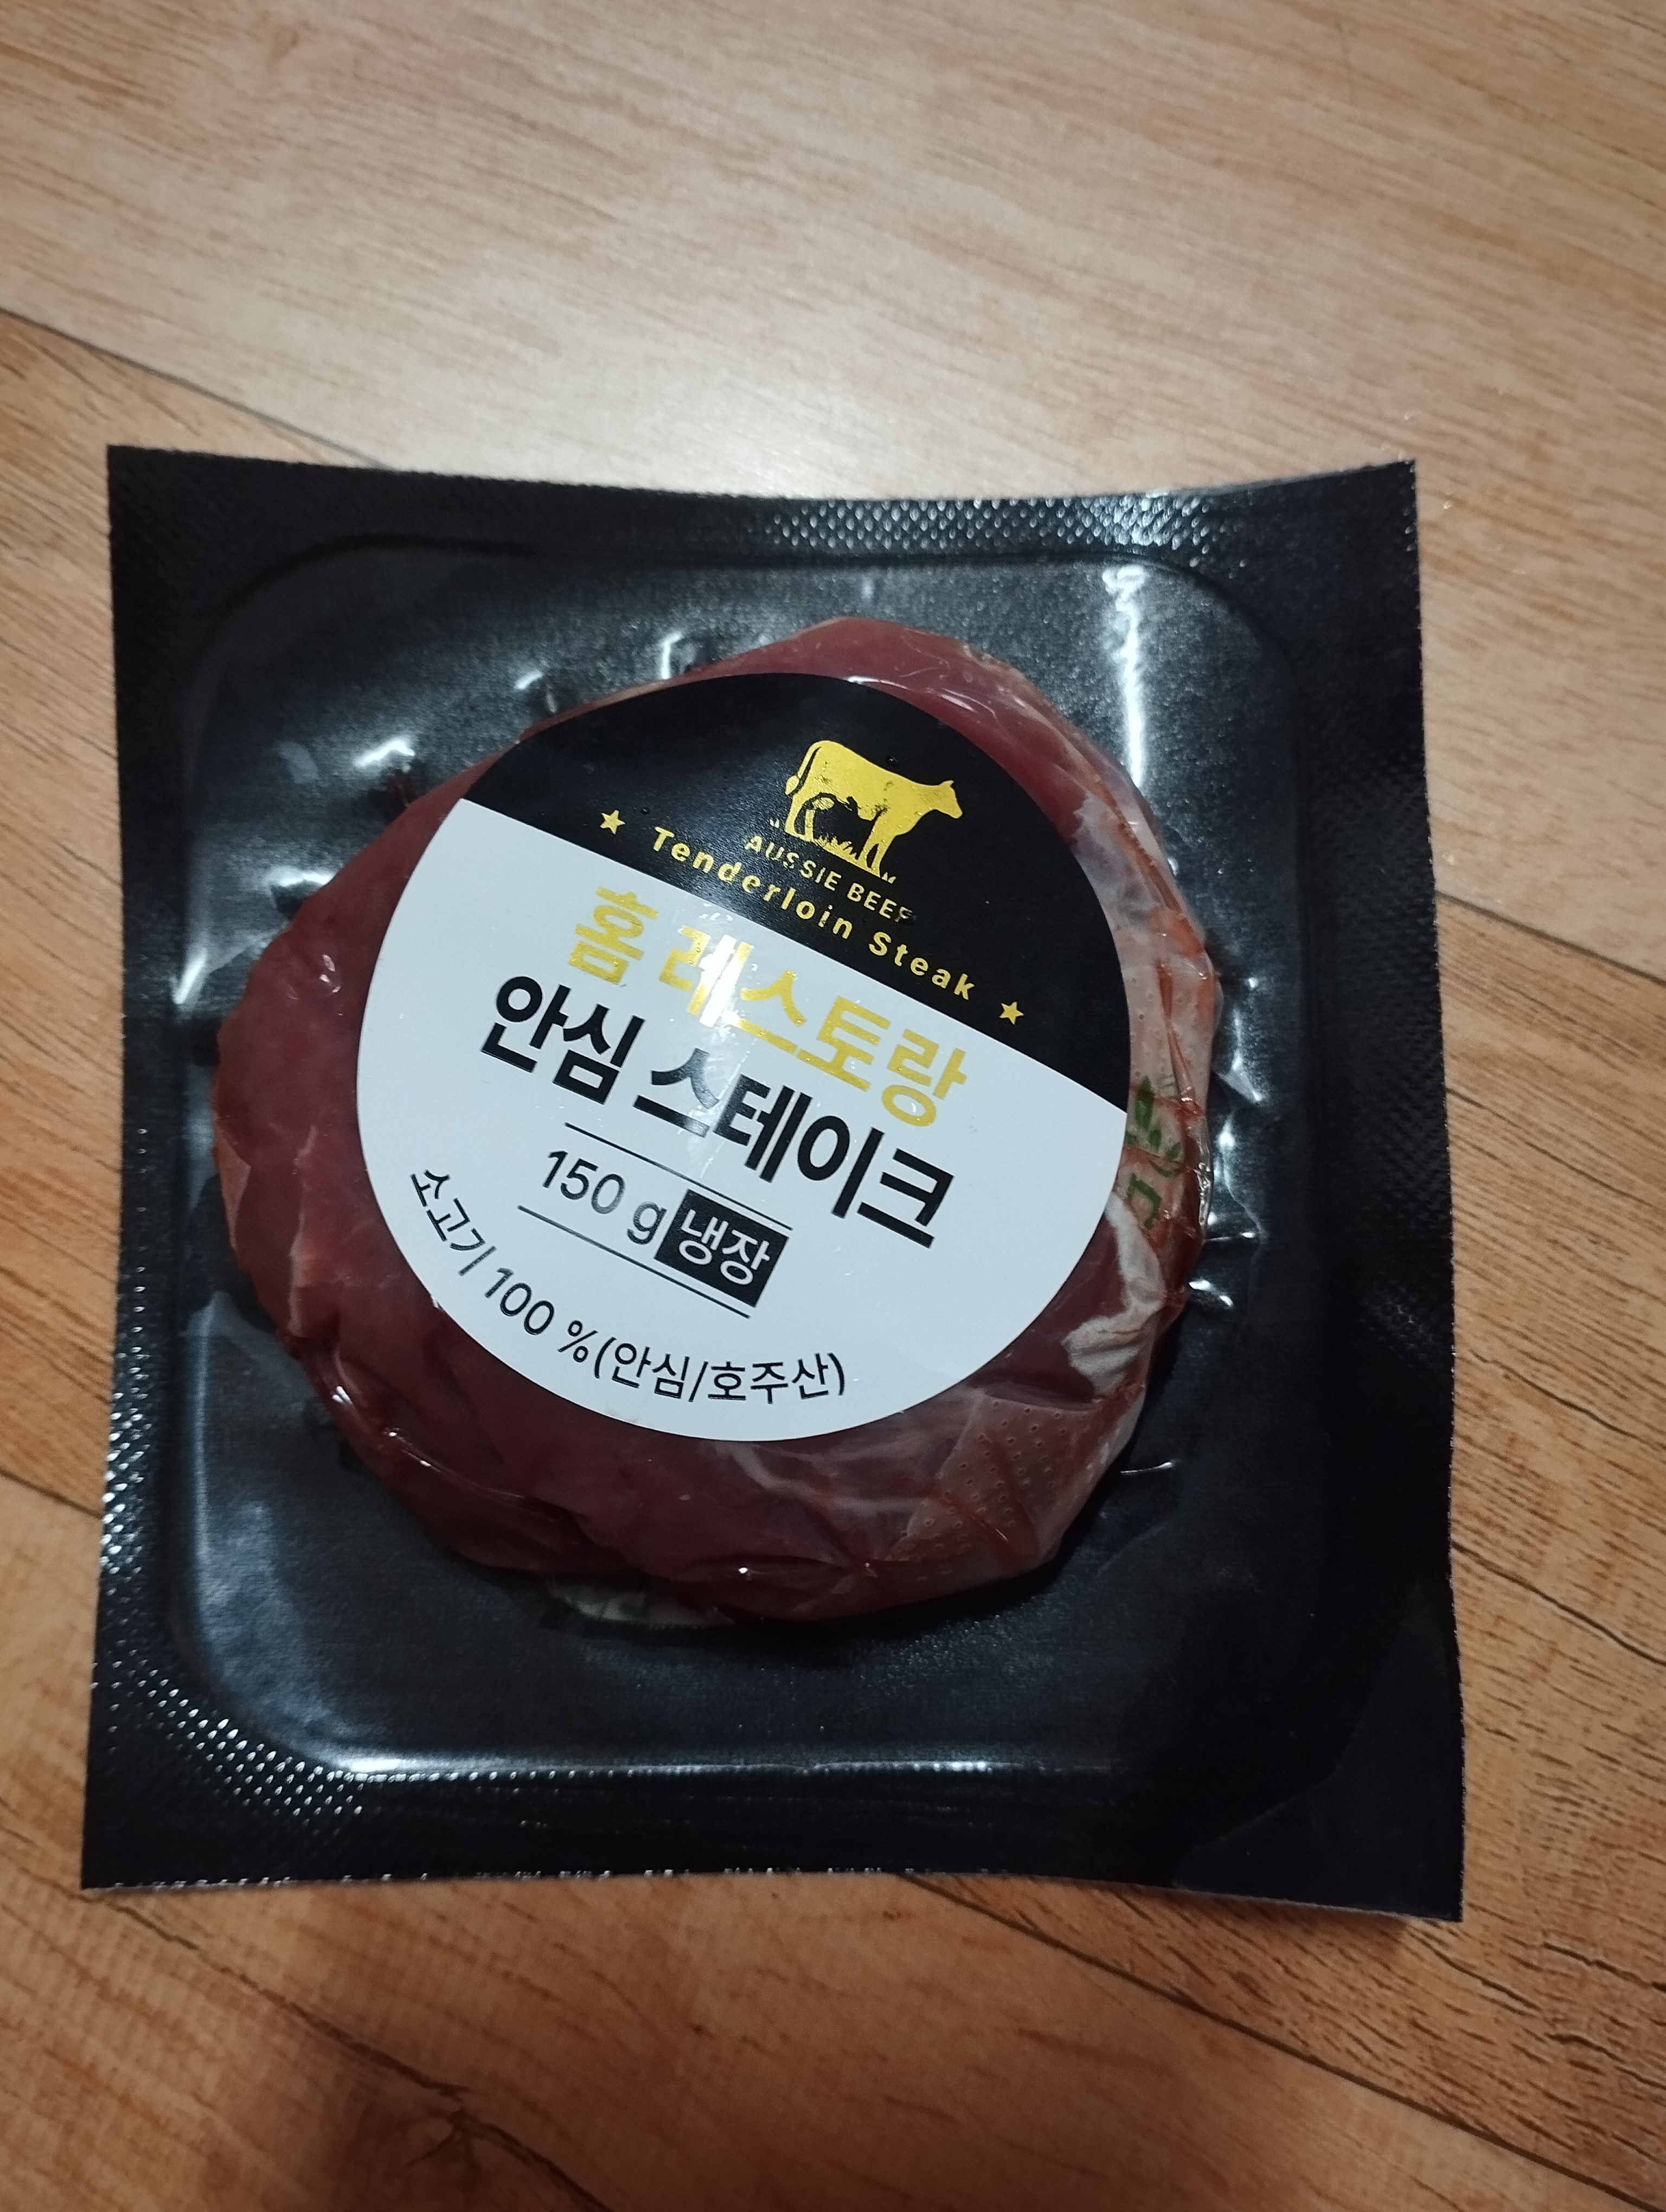 AUSSIE BEEF
★ Tenderloin Steak ★
홈 레스토랑
안심 스테이크
150 g 냉장
소고기 100 %(안심/호주산)